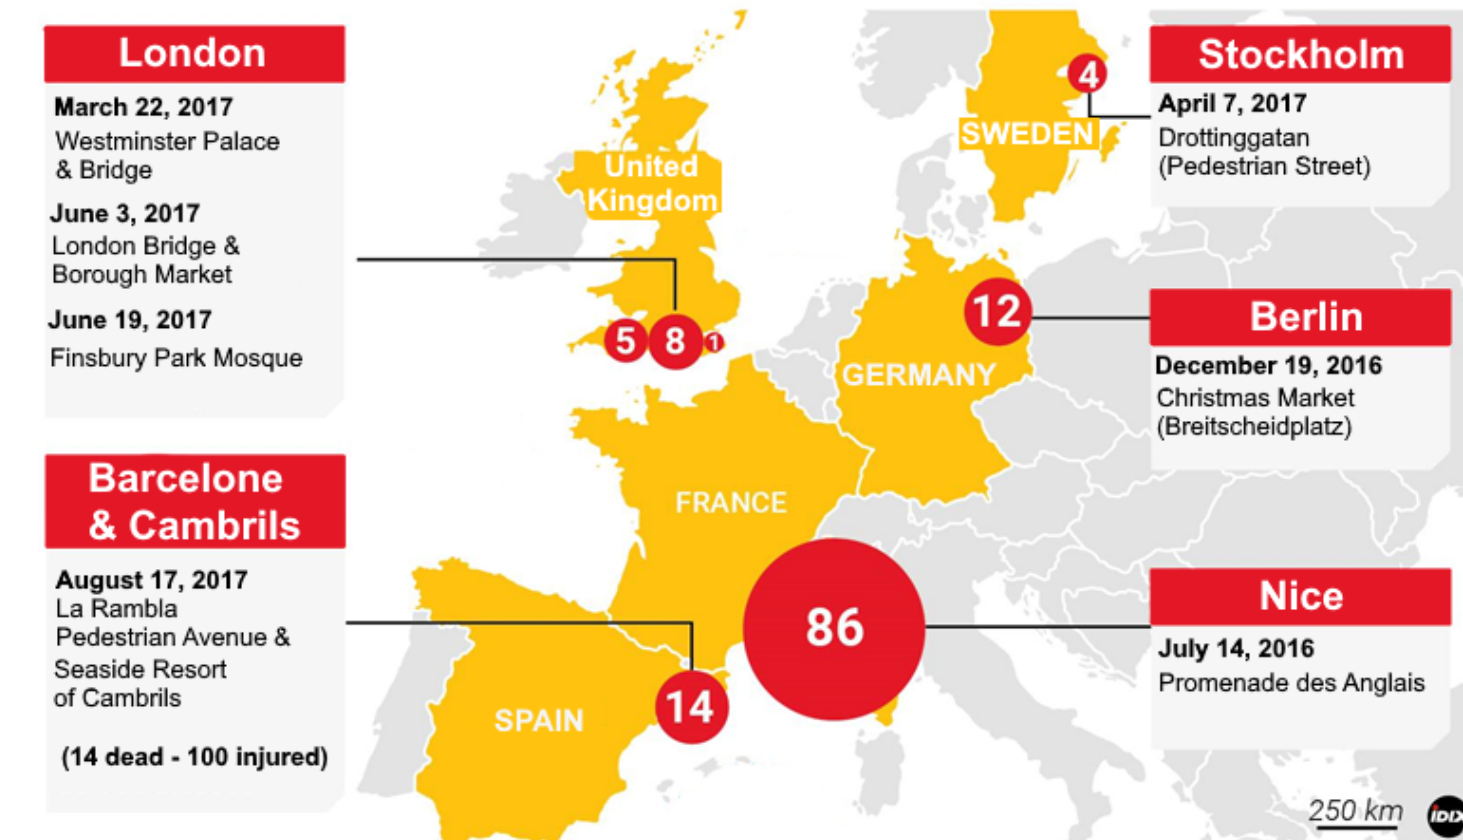 London
March 22, 2017
Westminster Palace
& Bridge
June 3, 2017
London Bridge &
Borough Market
June 19, 2017
Finsbury Park Mosque
Barcelone
& Cambrils
August 17, 2017
La Rambla
Pedestrian Avenue &
Seaside Resort
of Cambrils
(14 dead - 100 injured)
United
Kingdom
5
8
1
FRANCE
SPAIN
14
86
4
SWEDEN
12
GERMANY
Stockholm
April 7, 2017
Drottinggatan
(Pedestrian Street)
Berlin
December 19, 2016
Christmas Market
(Breitscheidplatz)
Nice
July 14, 2016
Promenade des Anglais
250 km